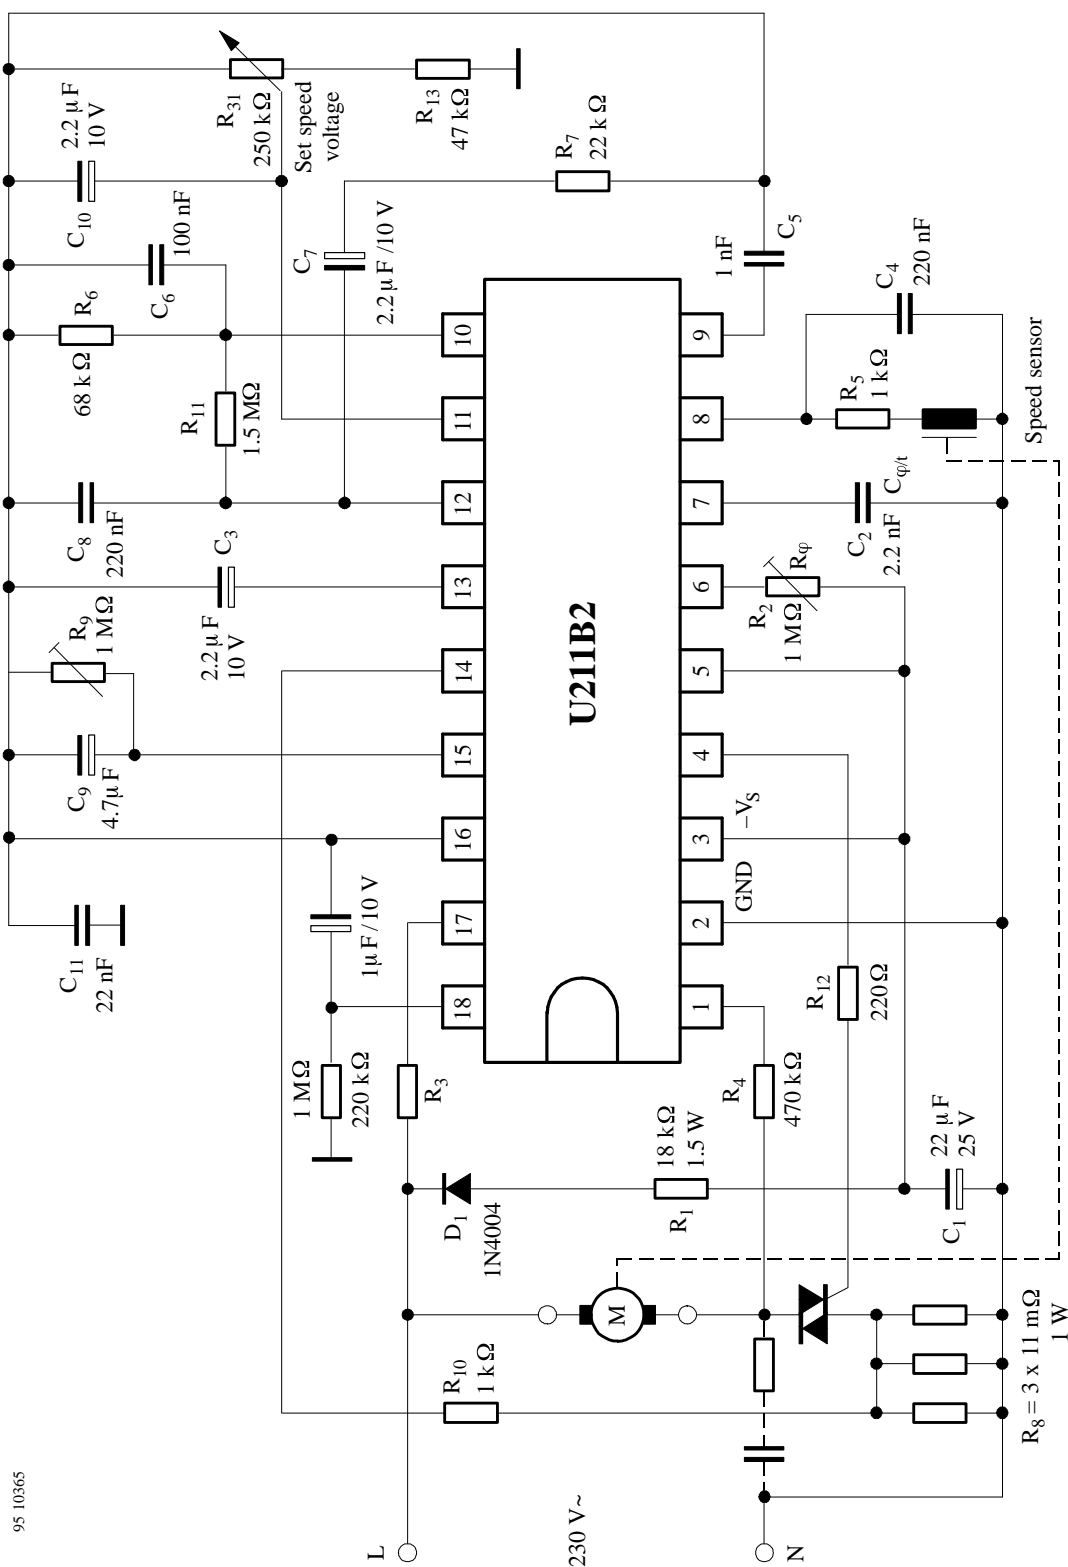 R31
250 kΩ
Set speed
voltage
R13
47 kΩ
2.2 μF
10 V
C10
R7
22 kΩ
C6
100 nF
C7
2.2 μF /10 V
1 nF
C5
R6
68 kΩ
C4
220 nF
R11
1.5 MΩ
R5
1 kΩ
Speed sensor
C8
220 nF
C3
2.2 μF
10 V
C2
2.2 nF
Cφ/t
R9
1 MΩ
R2
1 MΩ
Rφ
C9
4.7μF
U211B2
10
11
12
13
14
15
16
17
18
9
8
7
6
5
4
3
2
1
–VS
GND
C11
22 nF
1μF /10 V
R12
220Ω
1 MΩ
220 kΩ
R3
R4
470 kΩ
18 kΩ
1.5 W
R1
22 μF
25 V
C1
D1
1N4004
M
R10
1 kΩ
R8 = 3 x 11 mΩ
1 W
L
230 V~
N
95 10365